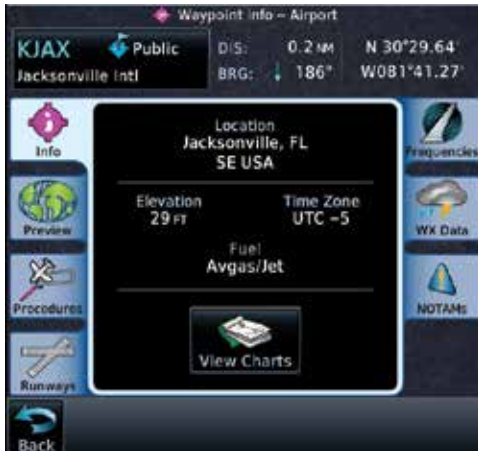 Waypoint Info – Airport
KJAX Public
Jacksonville Intl
DIS: 0.2 NM
BRG: ↓ 186°
N 30°29.64'
W081°41.27'
Info
Preview
Procedures
Runways
Location
Jacksonville, FL
SE USA
Elevation
29 FT
Time Zone
UTC -5
Fuel
Avgas/Jet
View Charts
Frequencies
WX Data
NOTAMs
Back